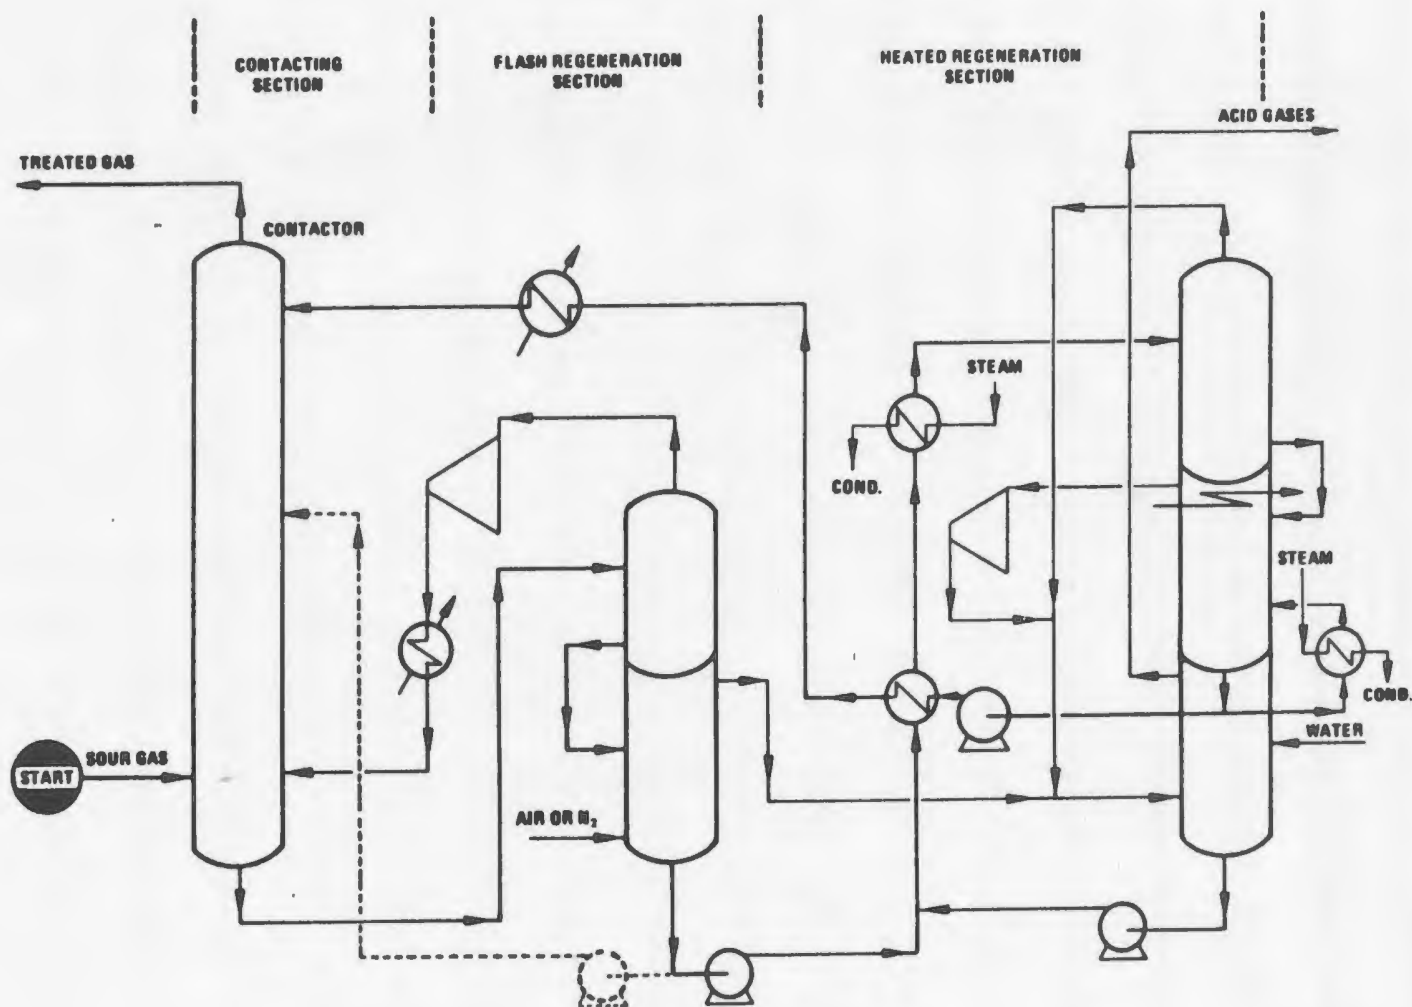 CONTACTING
SECTION
FLASH REGENERATION
SECTION
HEATED REGENERATION
SECTION
ACID GASES
TREATED GAS
CONTACTOR
STEAM
COND.
STEAM
COND.
WATER
START
SOUR GAS
AIR OR N₂